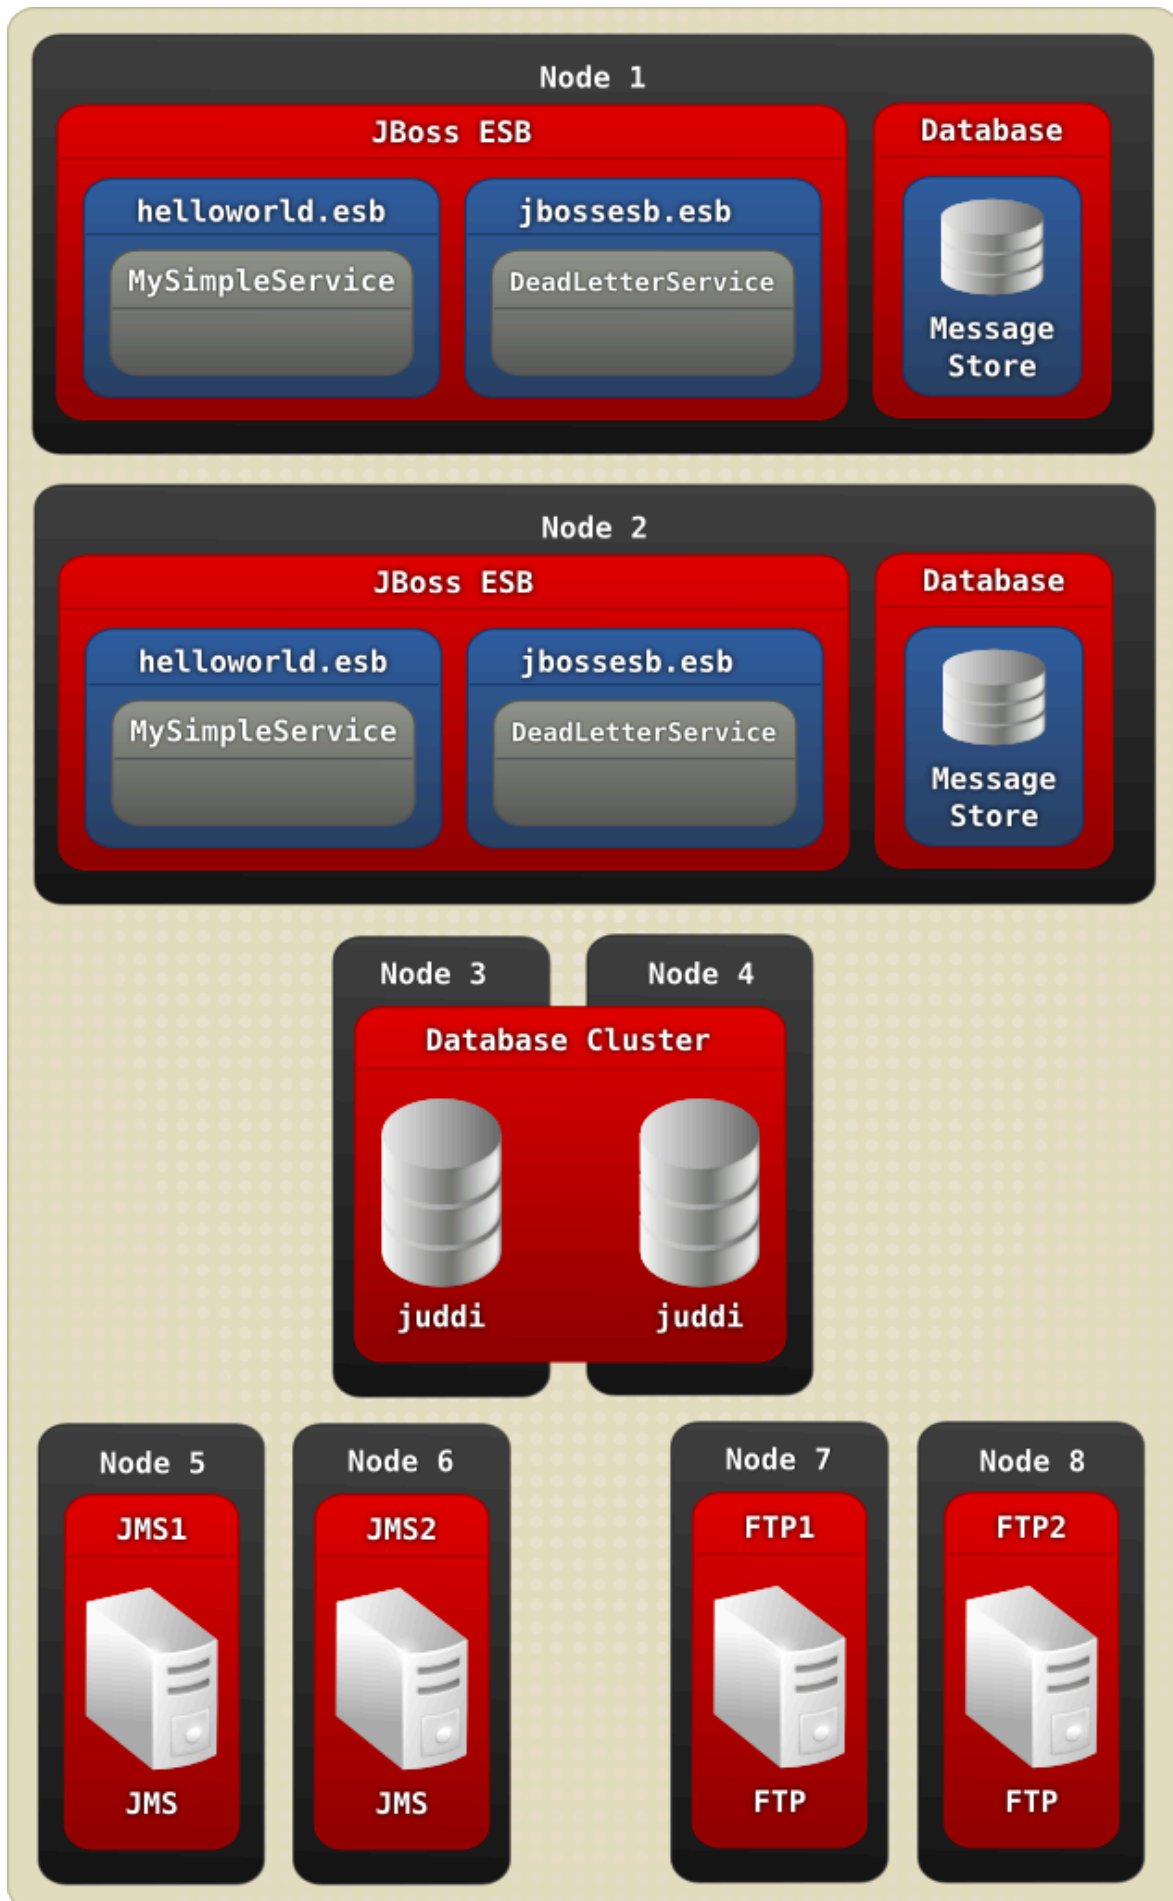 Node 1
JBoss ESB
Database
helloworld.esb
jbossesb.esb
MySimpleService
DeadLetterService
Message
Store
Node 2
JBoss ESB
Database
helloworld.esb
jbossesb.esb
MySimpleService
DeadLetterService
Message
Store
Node 3
Node 4
Database Cluster
juddi
juddi
Node 5
Node 6
Node 7
Node 8
JMS1
JMS2
FTP1
FTP2
JMS
JMS
FTP
FTP